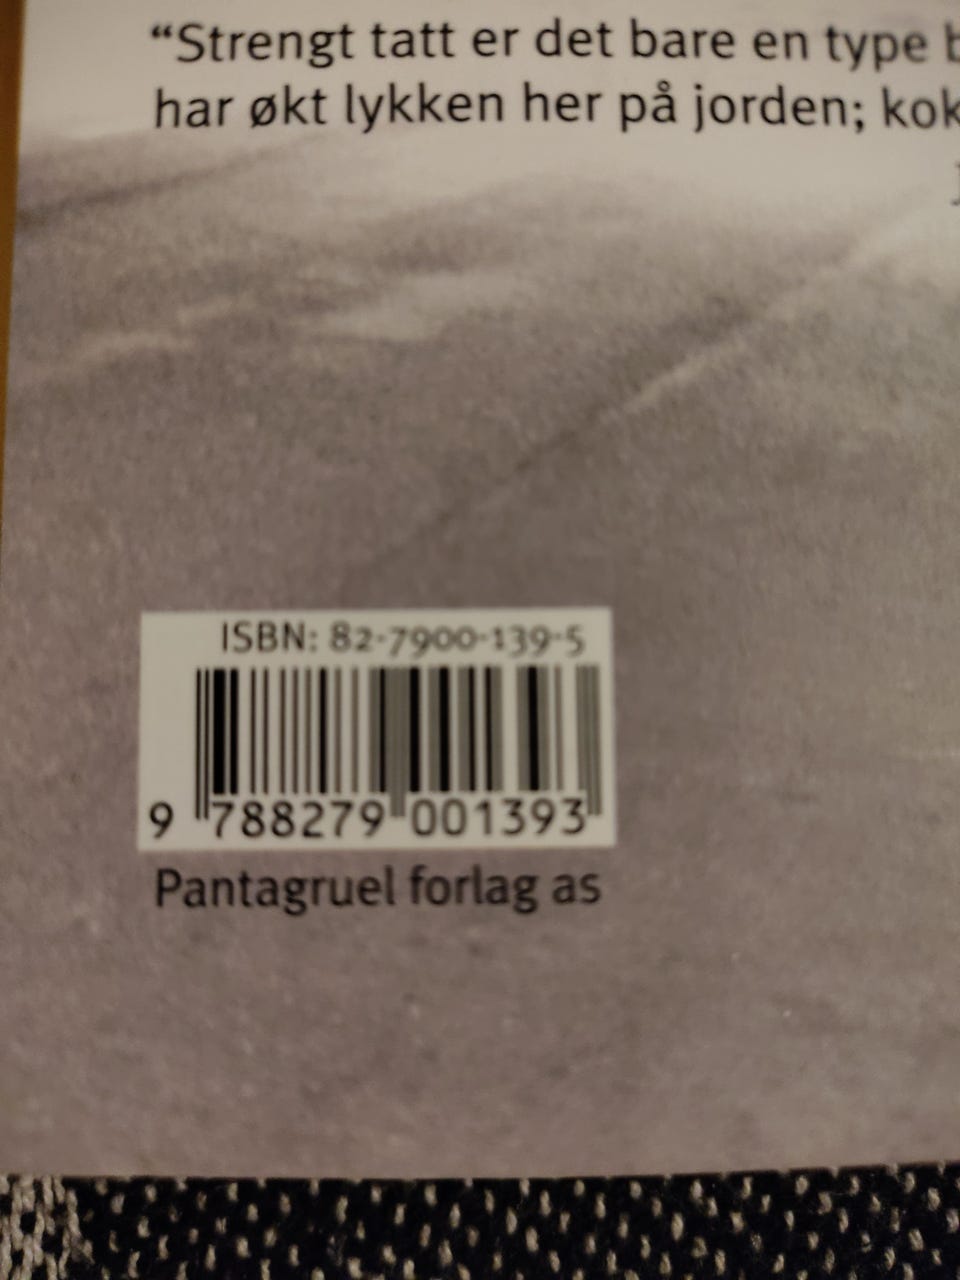 “Strengt tatt er det bare en type
har økt lykken her på jorden; kok
ISBN: 82-7900-139-5
9 788279 001393
Pantagruel forlag as